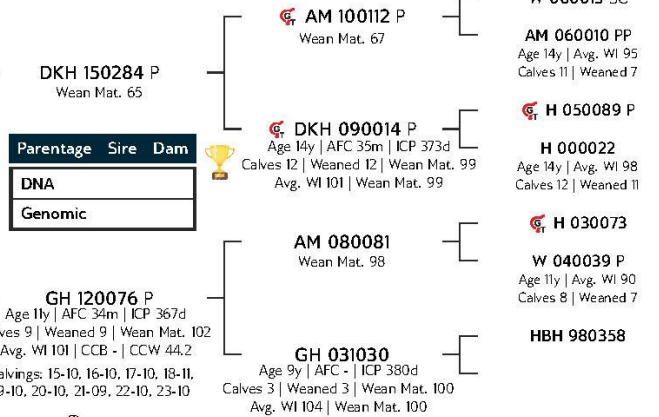 AM 100112 P
Wean Mat. 67
AM 060010 PP
Age 14y | Avg. WI 95
Calves 11 | Weaned 7
DKH 150284 P
Wean Mat. 65
DKH 090014 P
Age 14y | AFC 35m | ICP 373d
Calves 12 | Weaned 12 | Wean Mat. 99
Avg. WI 101 | Wean Mat. 99
H 050089 P
H 000022
Age 14y | Avg. WI 98
Calves 12 | Weaned 11
Parentage Sire Dam
DNA
Genomic
AM 080081
Wean Mat. 98
H 030073
W 040039 P
Age 11y | Avg. WI 90
Calves 8 | Weaned 7
GH 120076 P
Age 11y | AFC 34m | ICP 367d
ves 9 | Weaned 9 | Wean Mat. 102
Avg. WI 101 | CCB - | CCW 44.2
alvings: 15-10, 16-10, 17-10, 18-11,
9-10, 20-10, 21-09, 22-10, 23-10
GH 031030
Age 9y | AFC - | ICP 380d
Calves 3 | Weaned 3 | Wean Mat. 100
Avg. WI 104 | Wean Mat. 100
HBH 980358